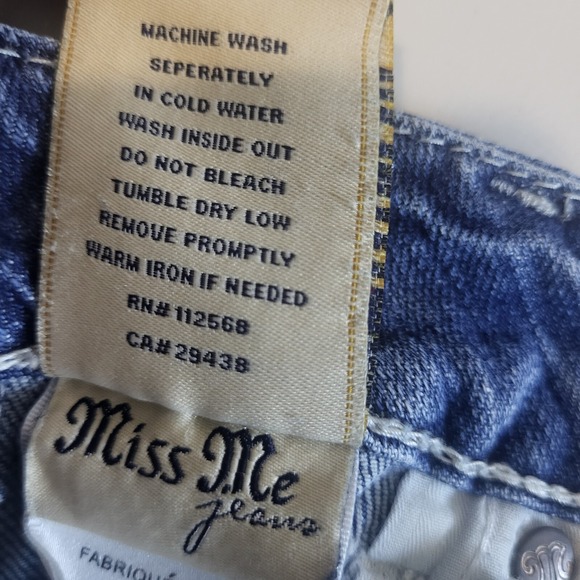 MACHINE WASH
SEPERATELY
IN COLD WATER
WASH INSIDE OUT
DO NOT BLEACH
TUMBLE DRY LOW
REMOVE PROMPTLY
WARM IRON IF NEEDED
RN# 112568
CA# 29438
Miss Me
jeans
FABRIQUÉ